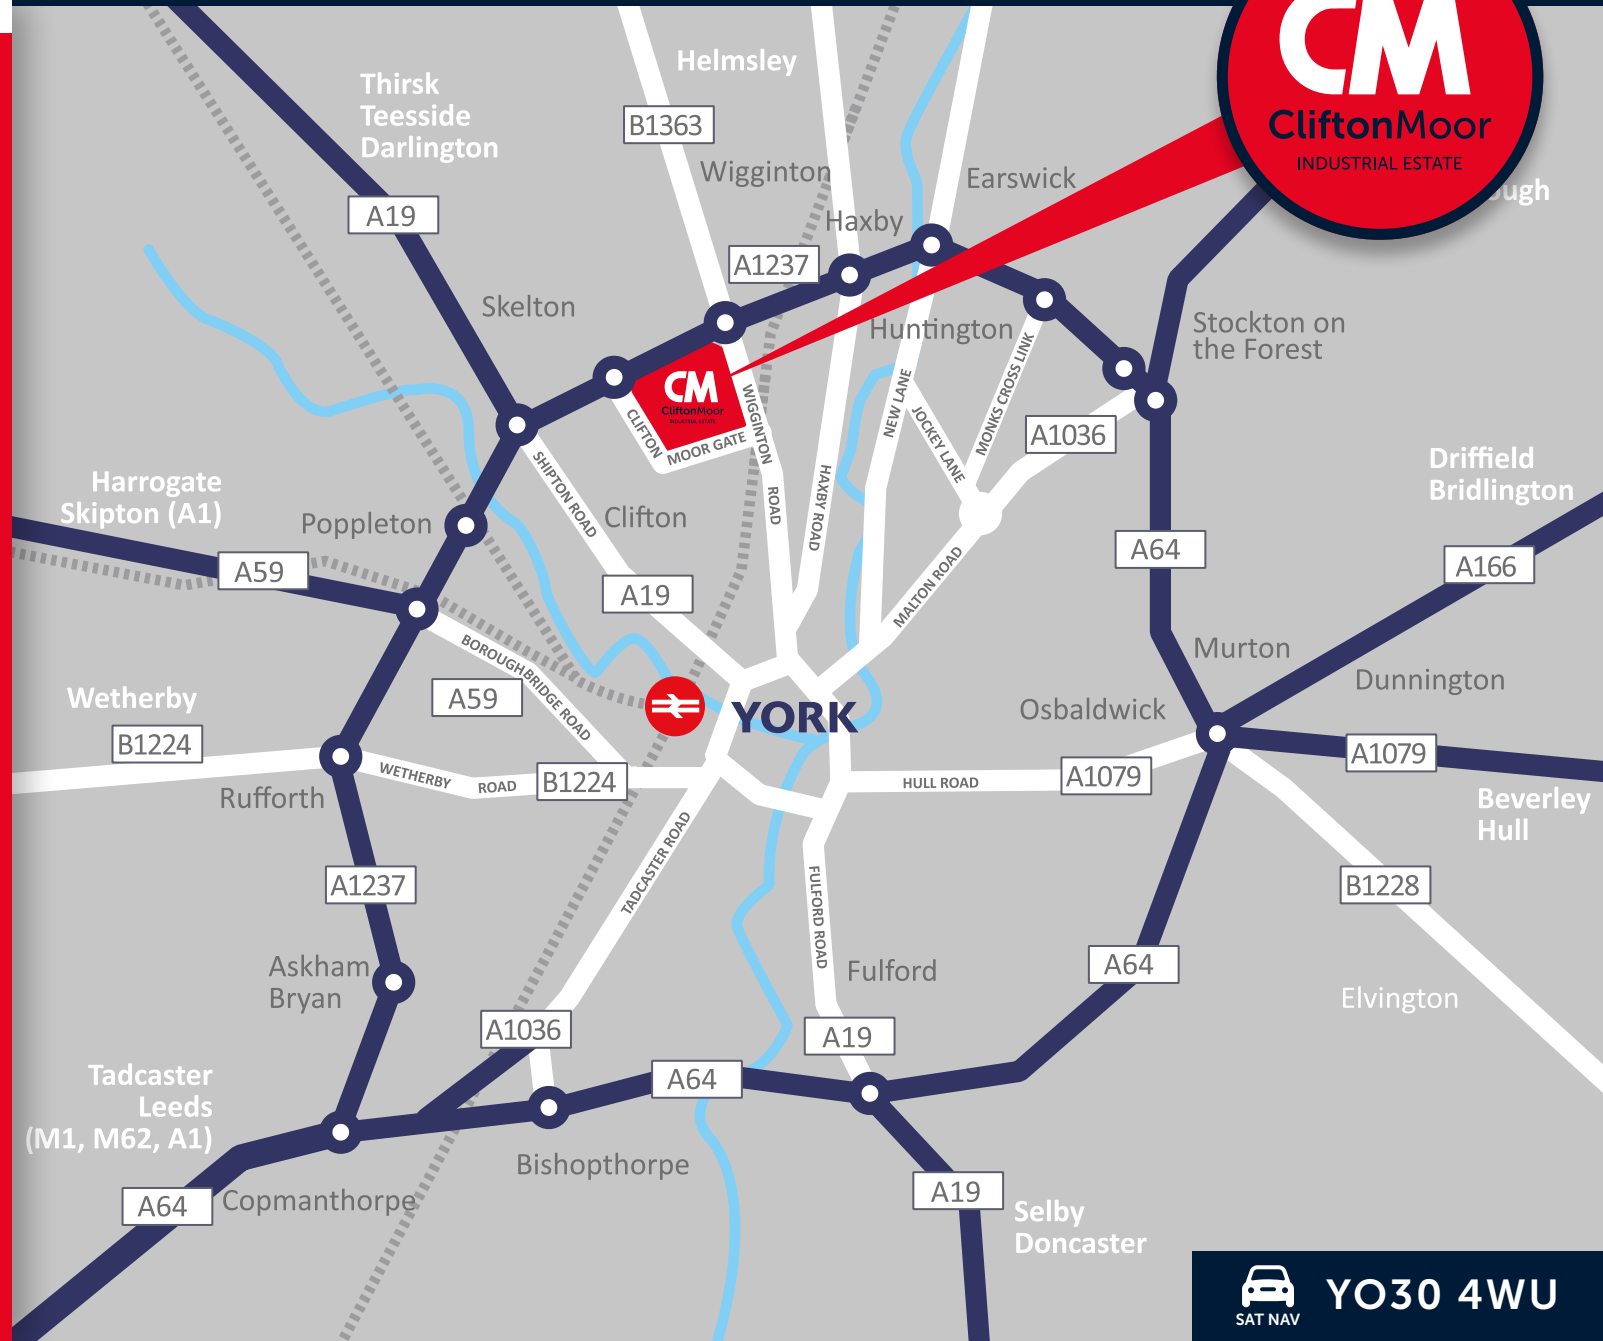 CM
CliftonMoor
INDUSTRIAL ESTATE
Helmsley
Thirsk
Teesside
Darlington
B1363
Wigginton
Earswick
A19
Haxby
A1237
Skelton
Huntington
Stockton on
the Forest
CM
CliftonMoor
INDUSTRIAL ESTATE
CLIFTON
MOOR GATE
WIGGINTON
ROAD
HAXBY ROAD
NEW LANE
JOCKEY LANE
MONKS CROSS LINK
A1036
Driffield
Bridlington
Harrogate
Skipton (A1)
Poppleton
SHIPTON ROAD
Clifton
A59
A19
MALTON ROAD
A64
A166
Murton
Dunnington
BOROUGHBRIDGE ROAD
A59
Wetherby
B1224
YORK
Osbaldwick
A1079
Rufforth
WETHERBY
ROAD
B1224
HULL ROAD
A1079
Beverley
Hull
TADCASTER ROAD
FULFORD ROAD
A1237
B1228
Askham
Bryan
Fulford
A64
Elvington
A1036
A19
Tadcaster
Leeds
(M1, M62, A1)
A64
Bishopthorpe
A64
Copmanthorpe
A19
Selby
Doncaster
SAT NAV
YO30 4WU